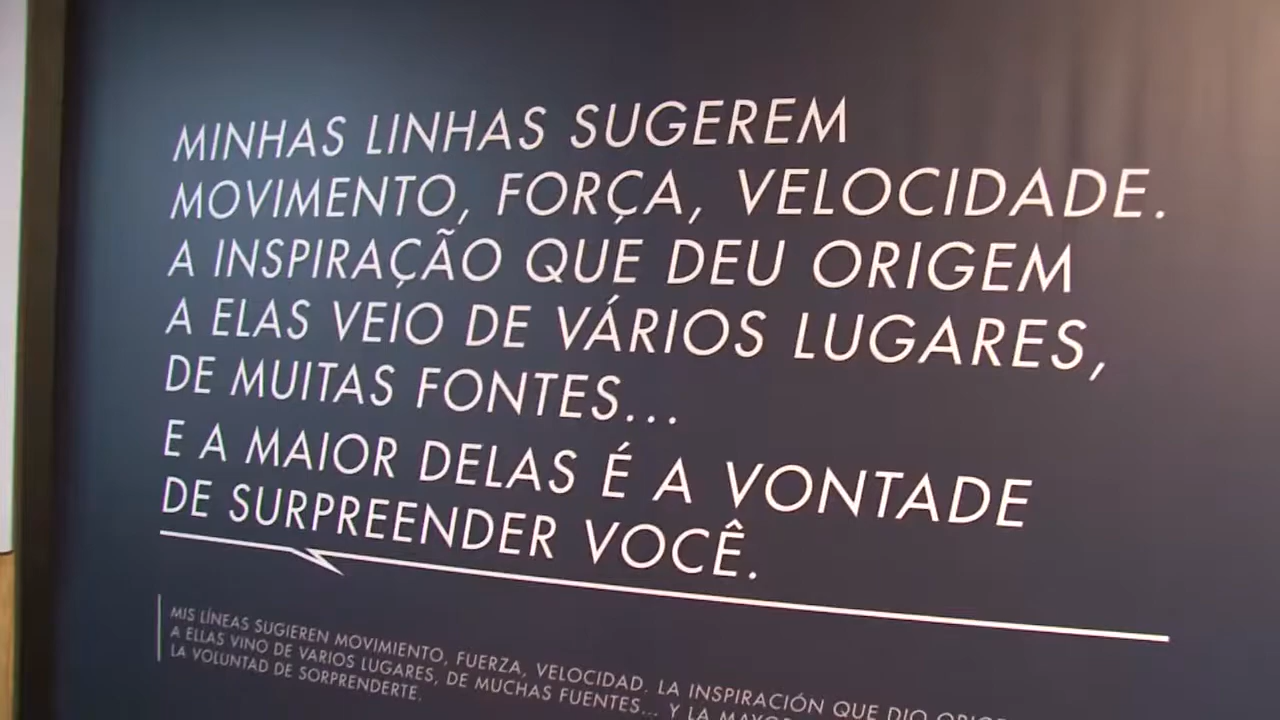 MINHAS LINHAS SUGEREM
MOVIMENTO, FORÇA, VELOCIDADE.
A INSPIRAÇÃO QUE DEU ORIGEM
A ELAS VEIO DE VÁRIOS LUGARES,
DE MUITAS FONTES...
E A MAIOR DELAS É A VONTADE
DE SURPREENDER VOCÊ.
MIS LÍNEAS SUGIEREN MOVIMIENTO, FUERZA, VELOCIDAD. LA INSPIRACIÓN QUE DIO
A ELLAS VINO DE VARIOS LUGARES, DE MUCHAS FUENTES... Y LA
LA VOLUNTAD DE SORPRENDERTE.